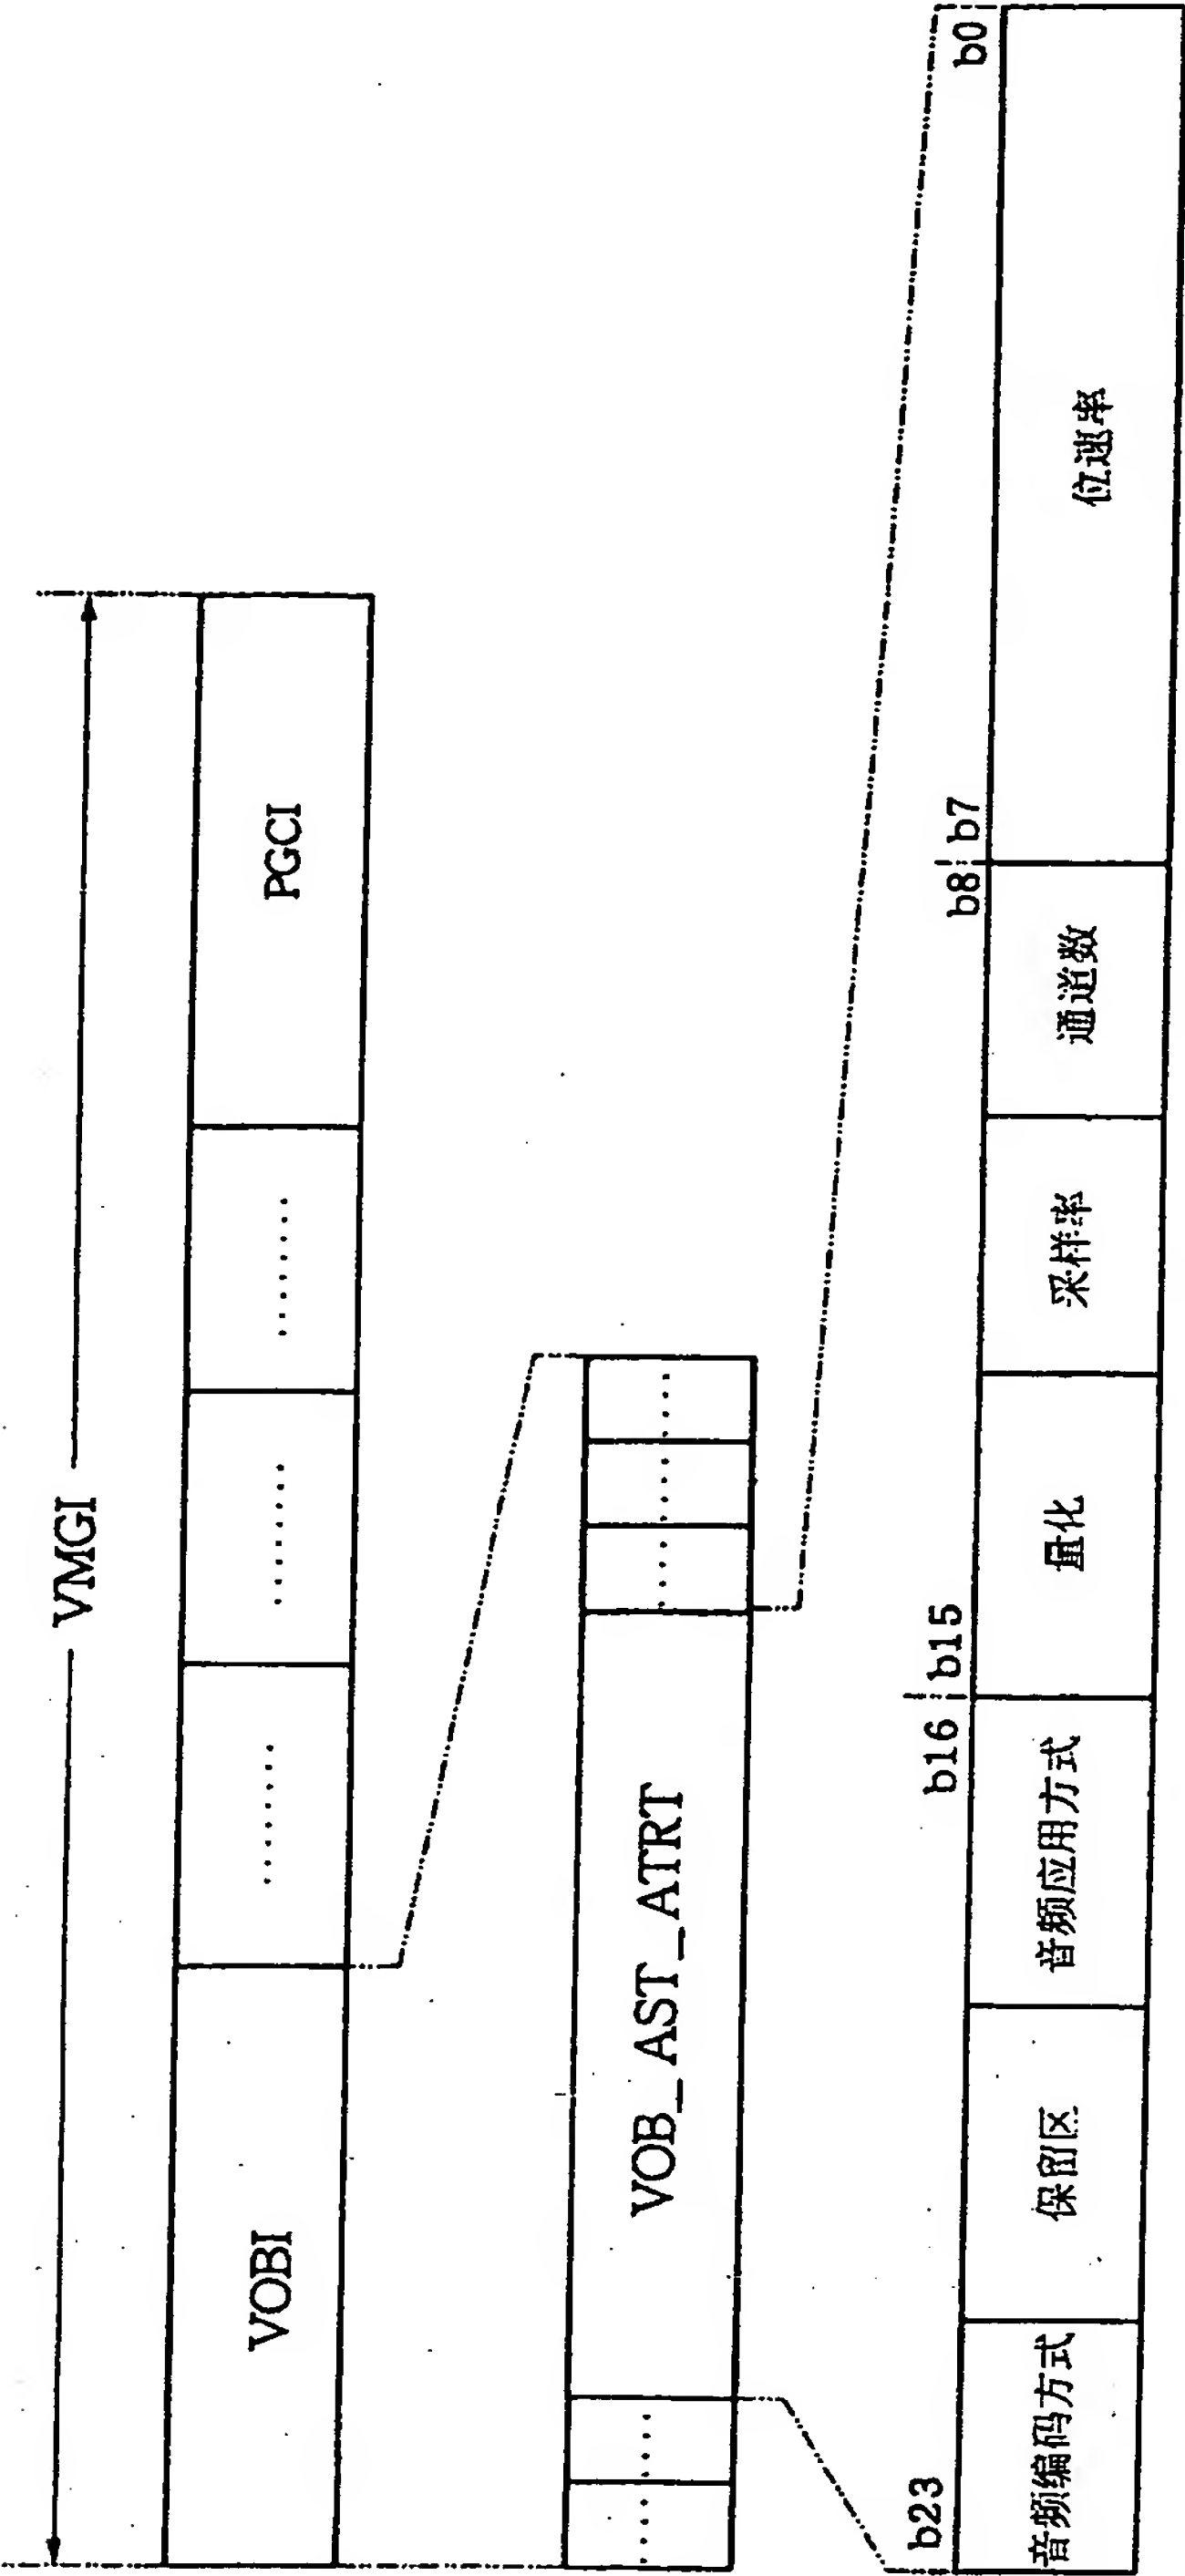 VMGI
VOBI ······· ······· ······· PGCI
···· ···· VOB_AST_ATRT ···· ···· ····
b23 b16 b15 b8 b7 b0
音频编码方式 保留区 音频应用方式 量化 采样率 通道数 位速率